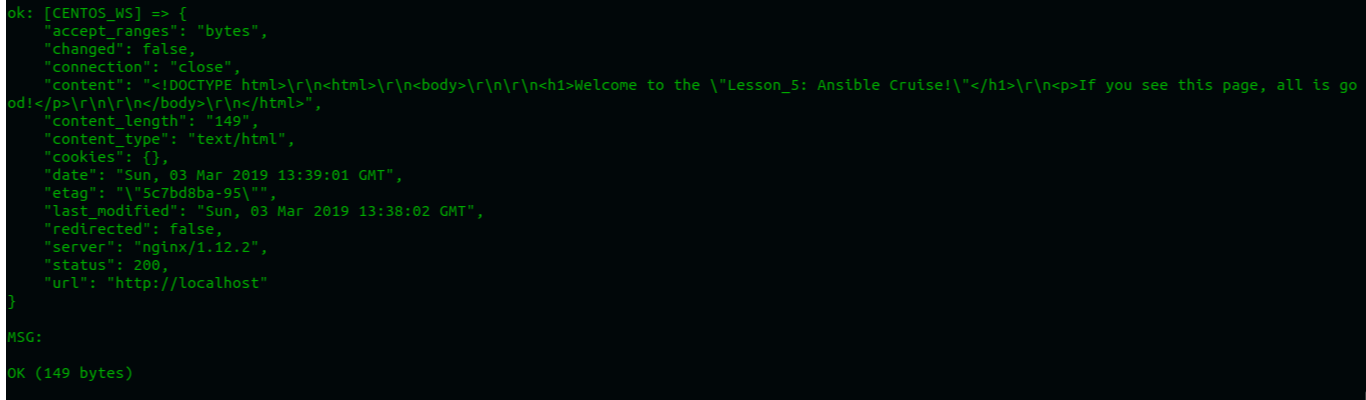 ok: [CENTOS_WS] => {
    "accept_ranges": "bytes",
    "changed": false,
    "connection": "close",
    "content": "<!DOCTYPE html>\r\n<html>\r\n<body>\r\n\r\n<h1>Welcome to the \"Lesson_5: Ansible Cruise!\"</h1>\r\n<p>If you see this page, all is go
od!</p>\r\n\r\n</body>\r\n</html>",
    "content_length": "149",
    "content_type": "text/html",
    "cookies": {},
    "date": "Sun, 03 Mar 2019 13:39:01 GMT",
    "etag": "\"5c7bd8ba-95\"",
    "last_modified": "Sun, 03 Mar 2019 13:38:02 GMT",
    "redirected": false,
    "server": "nginx/1.12.2",
    "status": 200,
    "url": "http://localhost"
}
MSG:
OK (149 bytes)